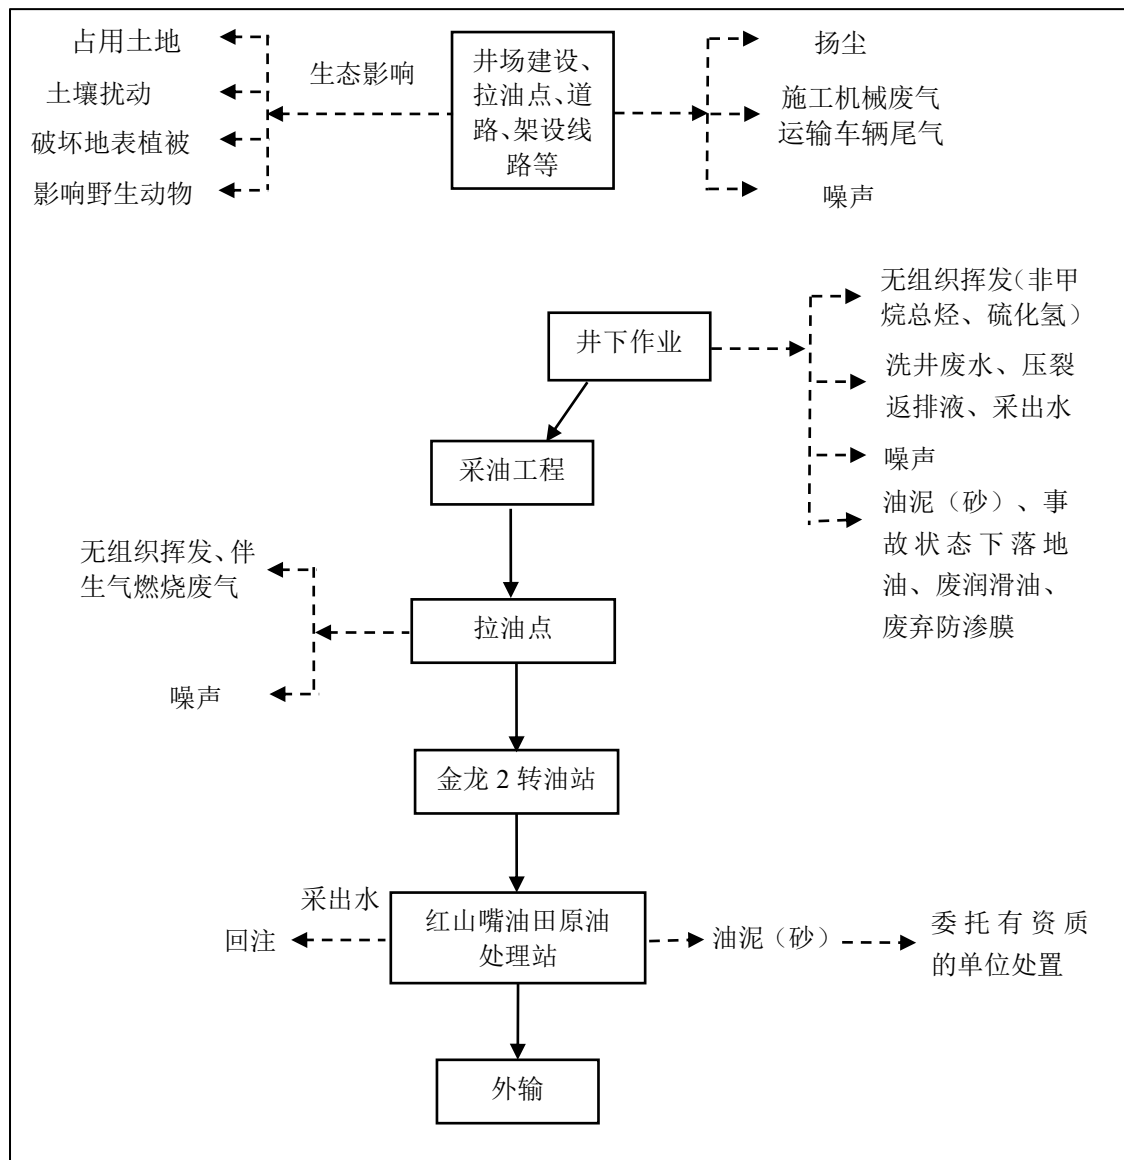 占用土地
土壤扰动
破坏地表植被
影响野生动物
生态影响
井场建设、
拉油点、道
路、架设线
路等
扬尘
施工机械废气
运输车辆尾气
噪声
井下作业
无组织挥发（非甲
烷总烃、硫化氢）
洗井废水、压裂
返排液、采出水
噪声
油泥（砂）、事
故状态下落地
油、废润滑油、
废弃防渗膜
采油工程
无组织挥发、伴
生气燃烧废气
噪声
拉油点
金龙 2 转油站
采出水
回注
红山嘴油田原油
处理站
油泥（砂）
委托有资质
的单位处置
外输